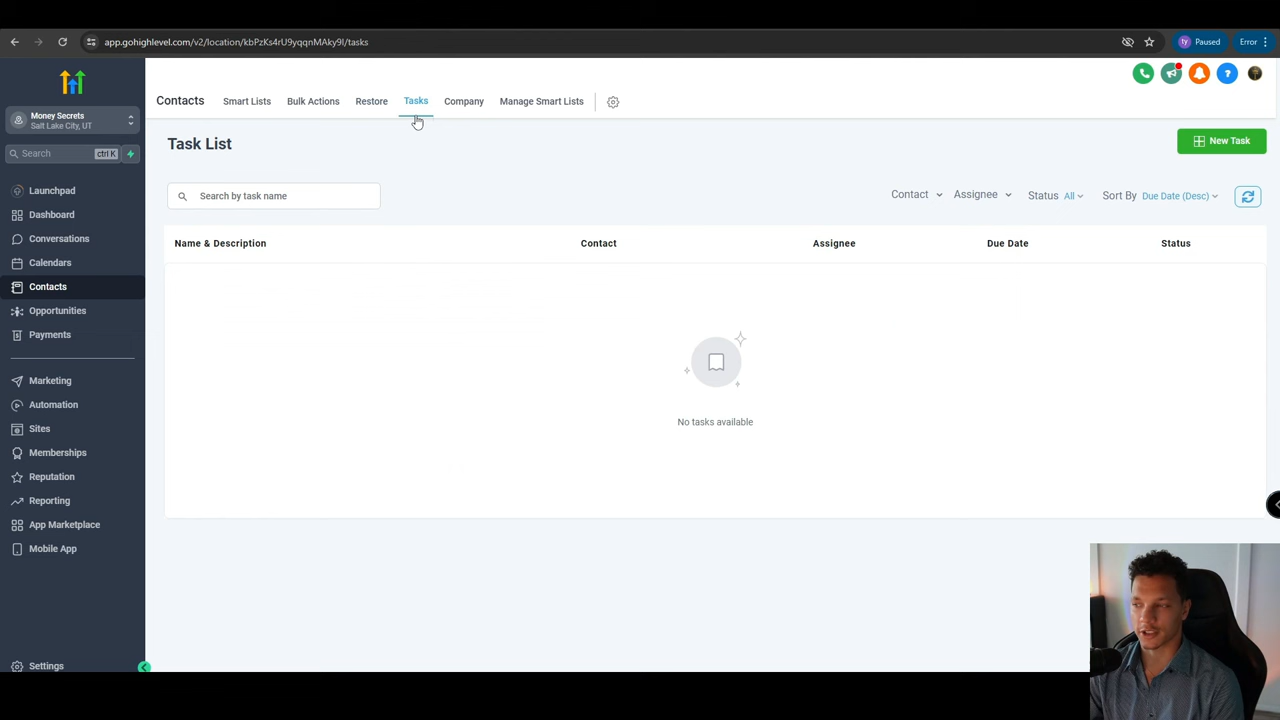 app.gohighlevel.com/v2/location/kbPzKs4rU9yqqnMAky9I/tasks
ty
Paused
Error
Money Secrets
Salt Lake City, UT
Search
ctrl K
Launchpad
Dashboard
Conversations
Calendars
Contacts
Opportunities
Payments
Marketing
Automation
Sites
Memberships
Reputation
Reporting
App Marketplace
Mobile App
Settings
Contacts Smart Lists Bulk Actions Restore Tasks Company Manage Smart Lists
?
Task List
New Task
Search by task name
Contact Assignee Status All Sort By Due Date (Desc)
Name & Description Contact Assignee Due Date Status
No tasks available